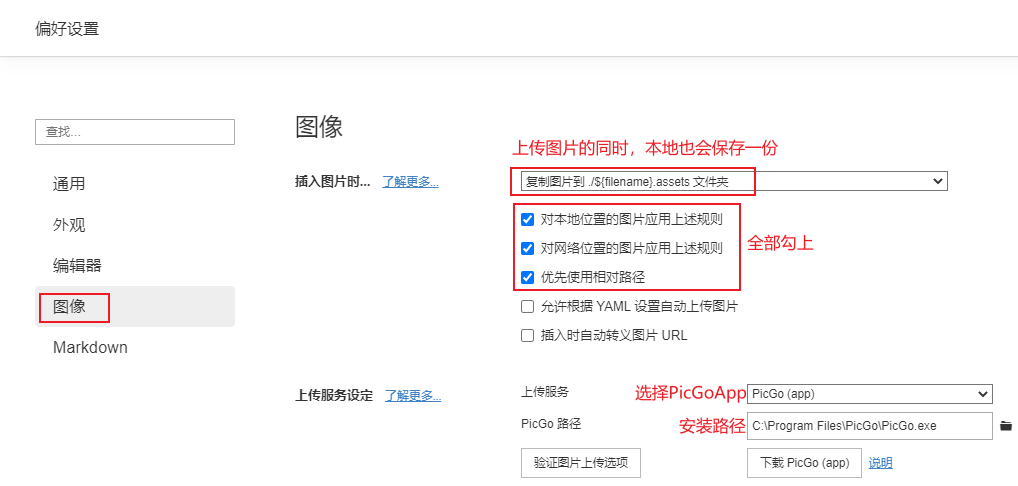 偏好设置
查找...
通用
外观
编辑器
图像
Markdown
图像
上传图片的同时，本地也会保存一份
插入图片时... 了解更多...
复制图片到 ./${filename}.assets 文件夹
对本地位置的图片应用上述规则
对网络位置的图片应用上述规则
全部勾上
优先使用相对路径
允许根据 YAML 设置自动上传图片
插入时自动转义图片 URL
上传服务设定 了解更多...
上传服务 选择PicGoApp PicGo (app)
PicGo 路径 安装路径 C:\Program Files\PicGo\PicGo.exe
验证图片上传选项 下载 PicGo (app) 说明